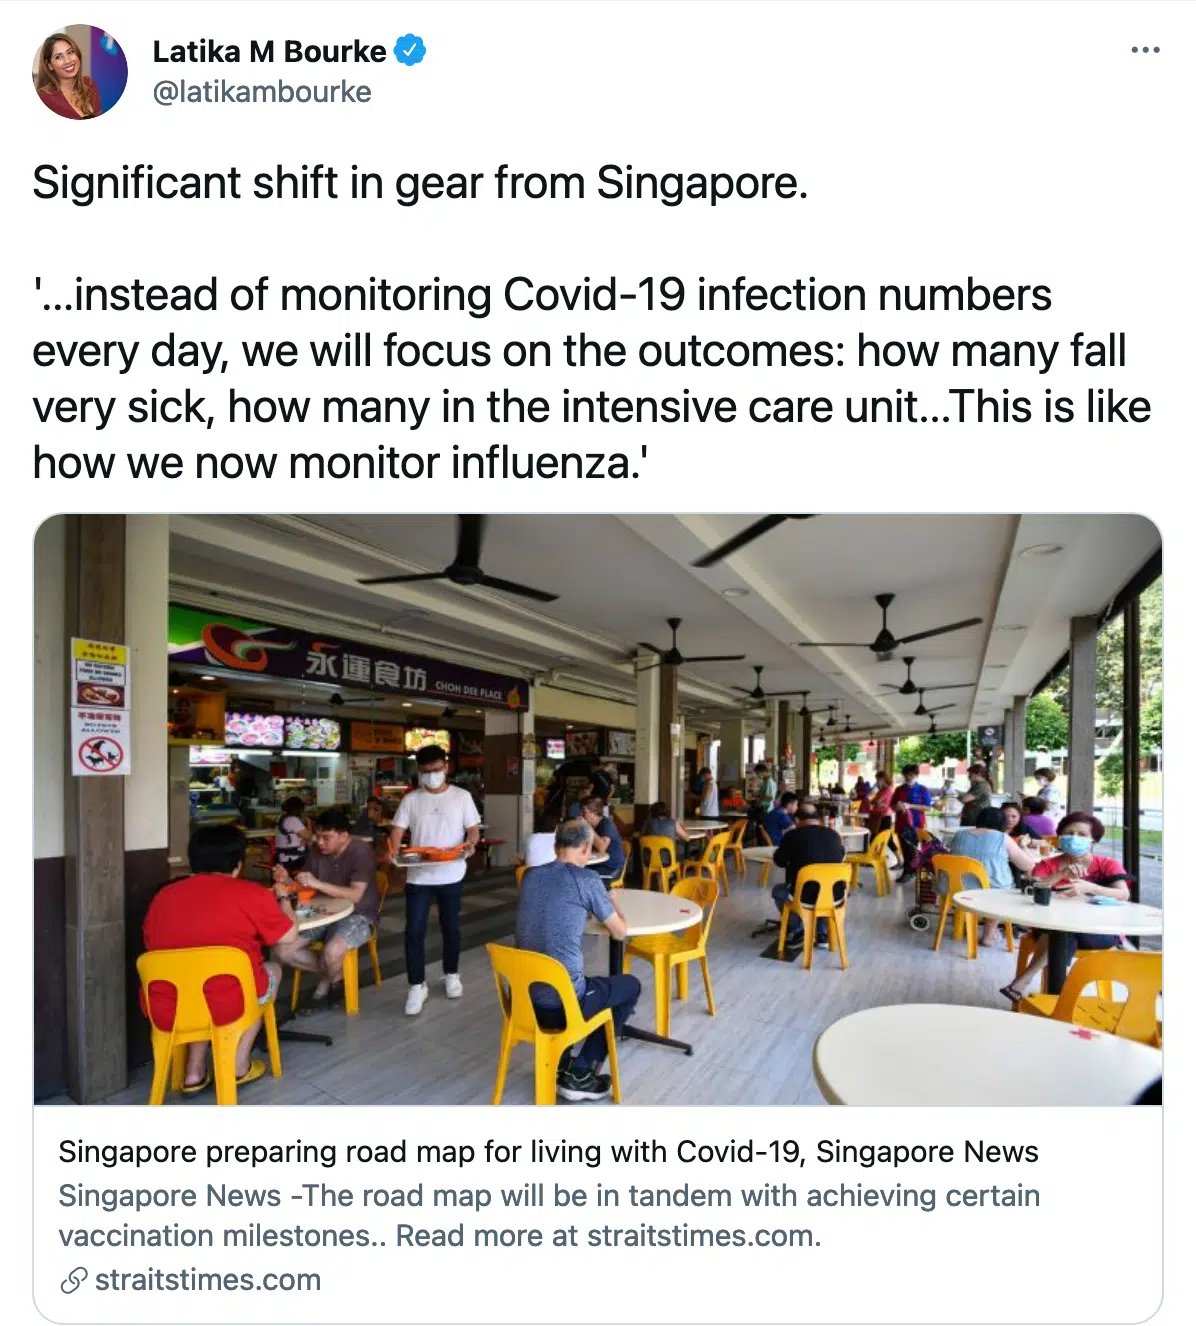 Latika M Bourke
@latikambourke
Significant shift in gear from Singapore.
'...instead of monitoring Covid-19 infection numbers
every day, we will focus on the outcomes: how many fall
very sick, how many in the intensive care unit...This is like
how we now monitor influenza.'
永運食坊 CHOH DEE PLACE
Singapore preparing road map for living with Covid-19, Singapore News
Singapore News -The road map will be in tandem with achieving certain
vaccination milestones.. Read more at straitstimes.com.
straitstimes.com